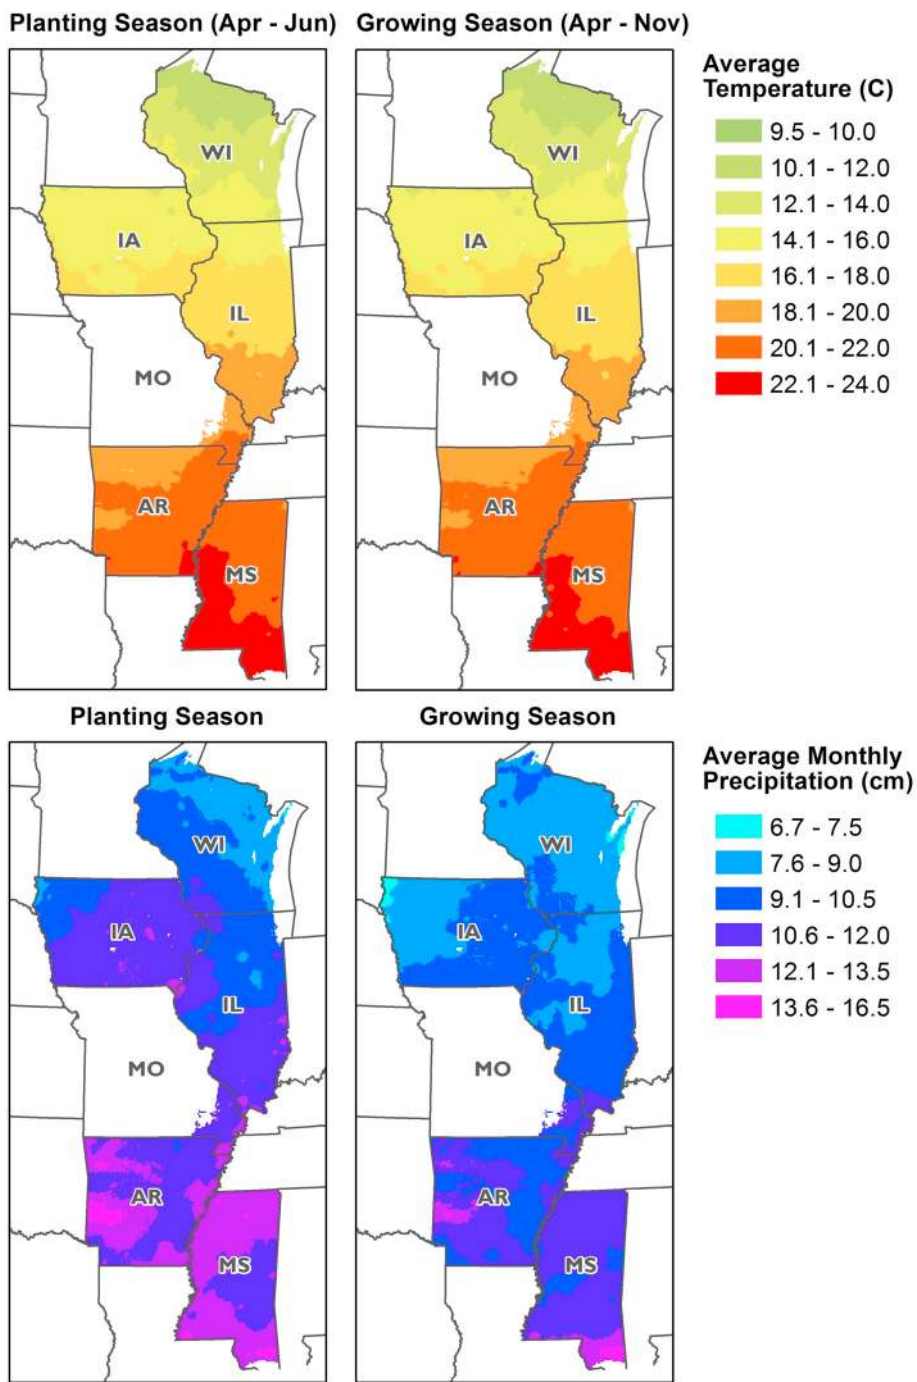 Planting Season (Apr - Jun)
Growing Season (Apr - Nov)
Average
Temperature (C)
9.5 - 10.0
10.1 - 12.0
12.1 - 14.0
14.1 - 16.0
16.1 - 18.0
18.1 - 20.0
20.1 - 22.0
22.1 - 24.0
WI
IA
IL
MO
AR
MS
WI
IA
IL
MO
AR
MS
Planting Season
Growing Season
Average Monthly
Precipitation (cm)
6.7 - 7.5
7.6 - 9.0
9.1 - 10.5
10.6 - 12.0
12.1 - 13.5
13.6 - 16.5
WI
IA
IL
MO
AR
MS
WI
IA
IL
MO
AR
MS